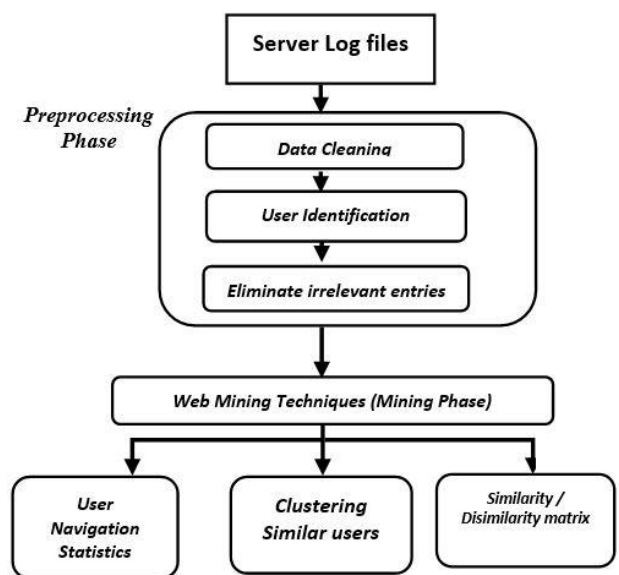 Server Log files
Preprocessing
Phase
Data Cleaning
User Identification
Eliminate irrelevant entries
Web Mining Techniques (Mining Phase)
User
Navigation
Statistics
Clustering
Similar users
Similarity /
Disimilarity matrix